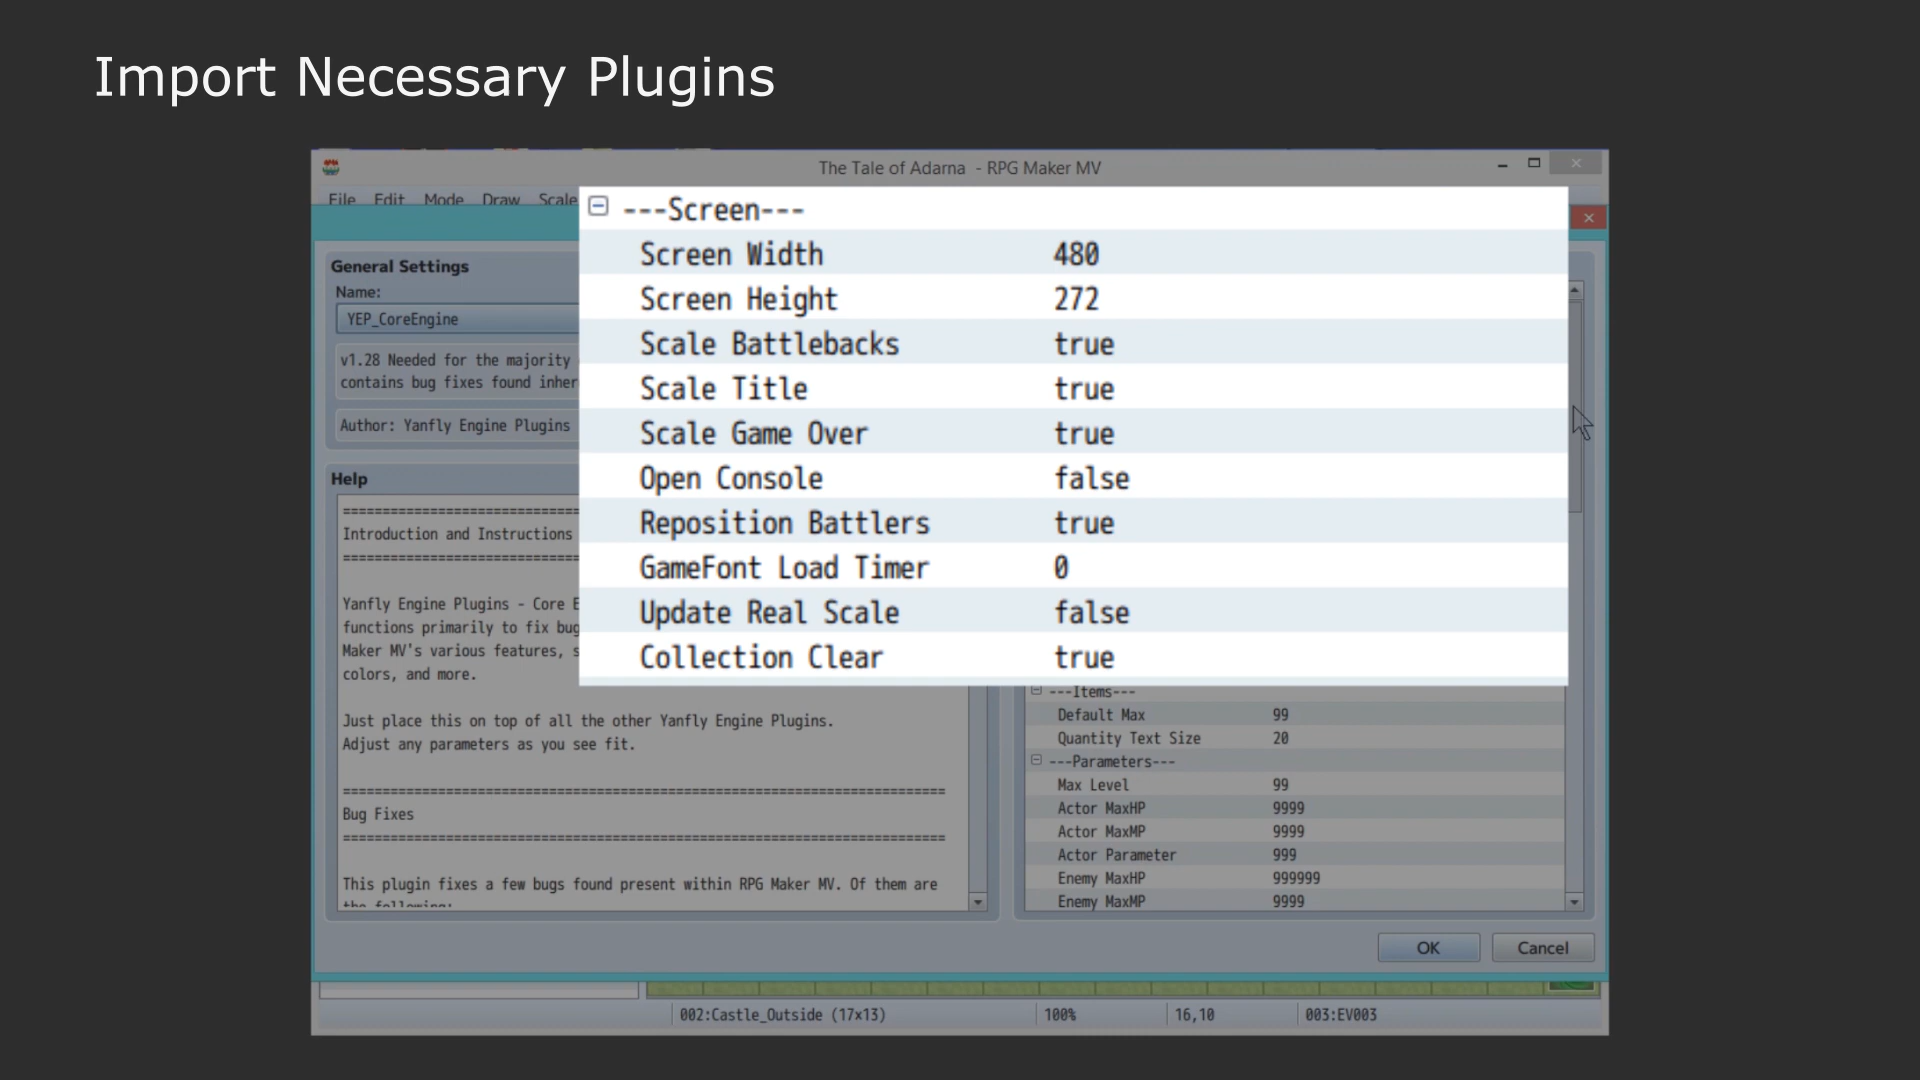 Import Necessary Plugins
The Tale of Adarna - RPG Maker MV
File Edit Mode Draw Scale
---Screen---
Screen Width 480
Screen Height 272
Scale Battlebacks true
Scale Title true
Scale Game Over true
Open Console false
Reposition Battlers true
GameFont Load Timer 0
Update Real Scale false
Collection Clear true
General Settings
Name:
YEP_CoreEngine
v1.28 Needed for the majority
contains bug fixes found
Author: Yanfly Engine Plugins
Help
==============================
Introduction and Instructions
==============================
Yanfly Engine Plugins - Core
functions primarily to fix
Maker MV's various features,
colors, and more.
Just place this on top of all the other Yanfly Engine Plugins.
Adjust any parameters as you see fit.
============================================================================
Bug Fixes
============================================================================
This plugin fixes a few bugs found present within RPG Maker MV. Of them are
the following:
---Items---
Default Max 99
Quantity Text Size 20
---Parameters---
Max Level 99
Actor MaxHP 9999
Actor MaxMP 9999
Actor Parameter 999
Enemy MaxHP 999999
Enemy MaxMP 9999
OK Cancel
002:Castle_Outside (17x13) 100% 16,10 003:EV003